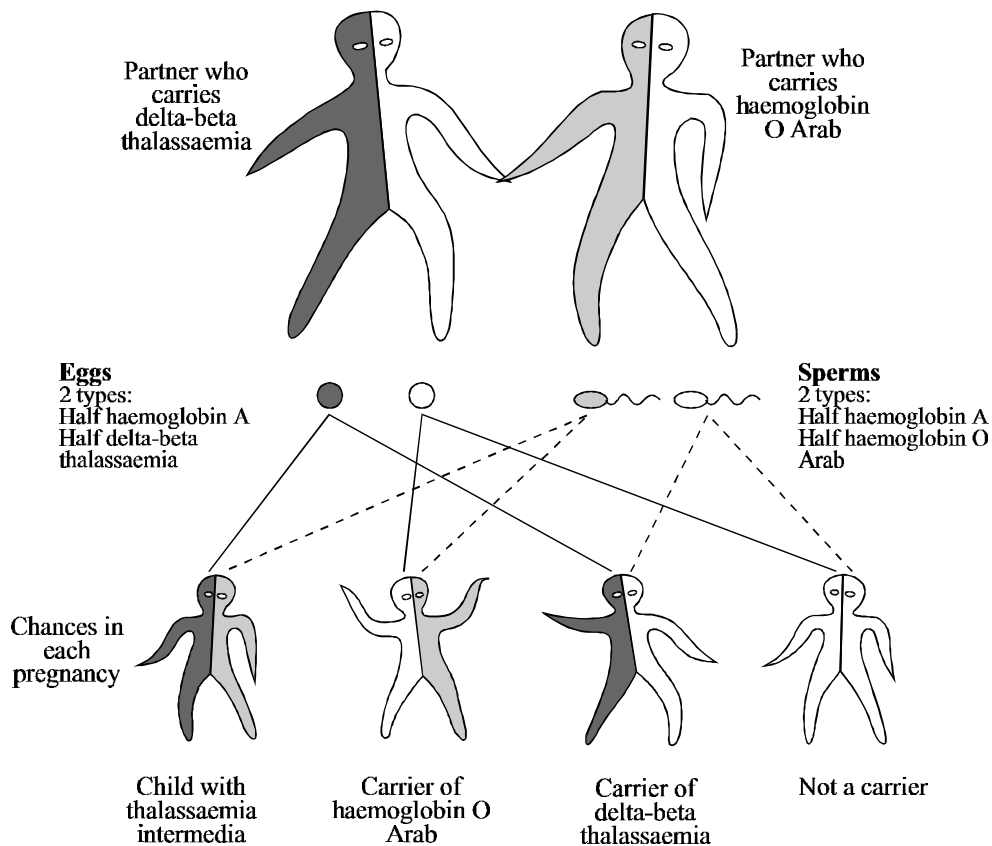 Partner who
carries
delta-beta
thalassaemia
Partner who
carries
haemoglobin
O Arab
Eggs
2 types:
Half haemoglobin A
Half delta-beta
thalassaemia
Sperms
2 types:
Half haemoglobin A
Half haemoglobin O
Arab
Chances in
each
pregnancy
Child with
thalassaemia
intermedia
Carrier of
haemoglobin O
Arab
Carrier of
delta-beta
thalassaemia
Not a carrier